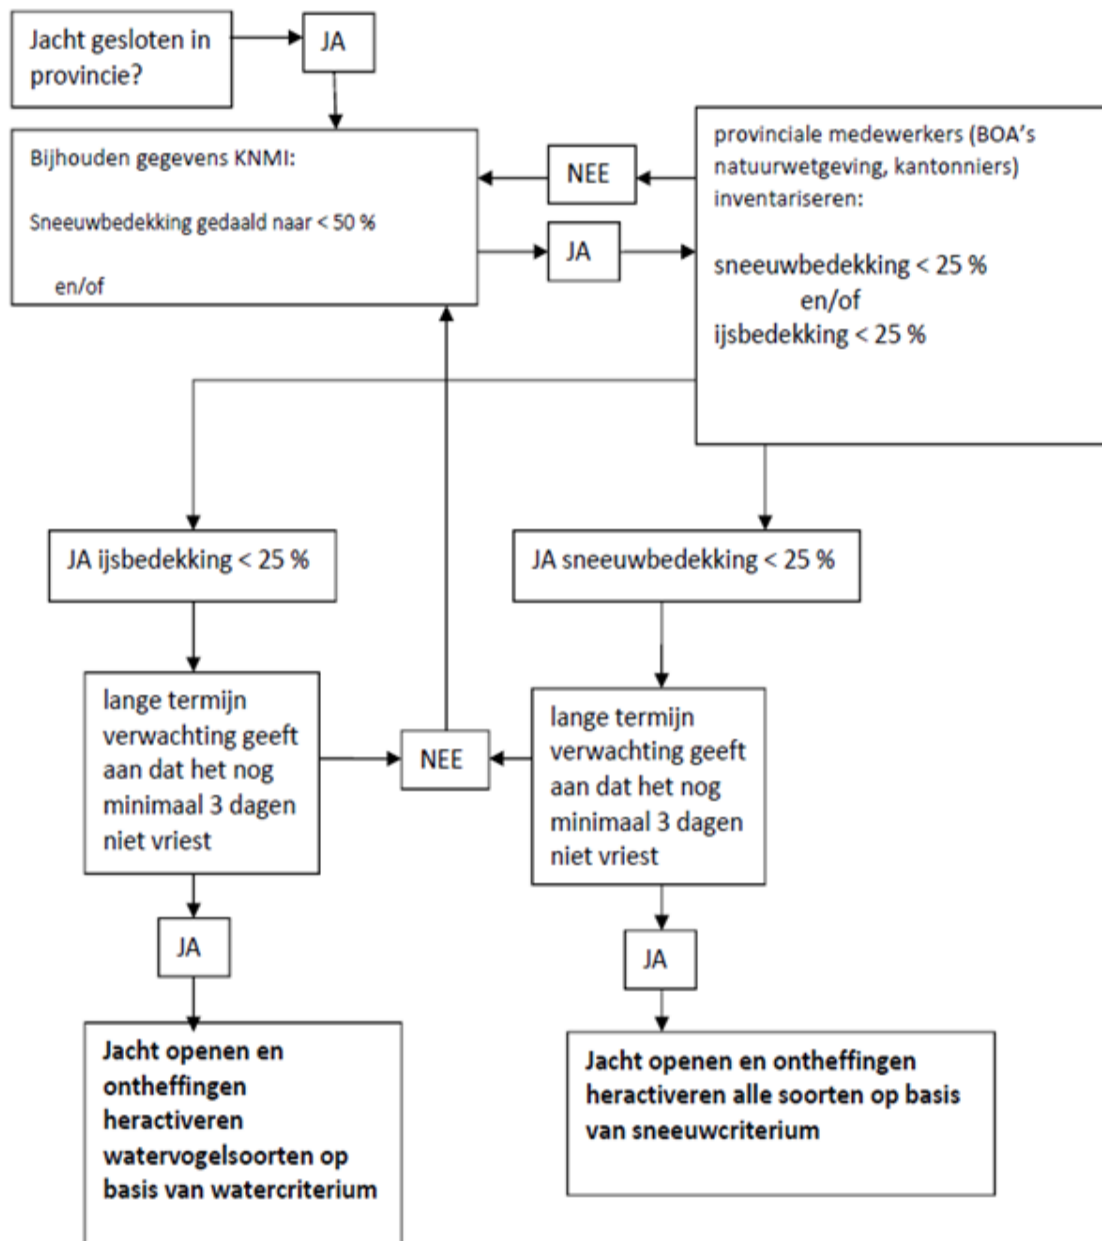 Jacht gesloten in
provincie?
JA
Bijhouden gegevens KNMI:
Sneeuwbedekking gedaald naar < 50 %
en/of
NEE
JA
provinciale medewerkers (BOA's
natuurwetgeving, kantonniers)
inventariseren:
sneeuwbedekking < 25 %
en/of
ijsbedekking < 25 %
JA ijsbedekking < 25 %
JA sneeuwbedekking < 25 %
lange termijn
verwachting geeft
aan dat het nog
minimaal 3 dagen
niet vriest
NEE
lange termijn
verwachting geeft
aan dat het nog
minimaal 3 dagen
niet vriest
JA
JA
Jacht openen en
ontheffingen
heractiveren
watervogelsoorten op
basis van watercriterium
Jacht openen en ontheffingen
heractiveren alle soorten op basis
van sneeuwcriterium